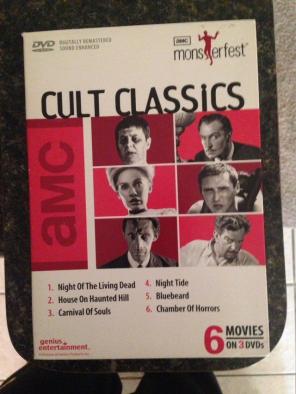 DVD
DIGITALLY REMASTERED
SOUND ENHANCED
amc
monsterfest
CULT CLASSiCS
amc
1. Night Of The Living Dead
2. House On Haunted Hill
3. Carnival Of Souls
4. Night Tide
5. Bluebeard
6. Chamber Of Horrors
genius
entertainment.
6 MOVIES
ON 3 DVDs